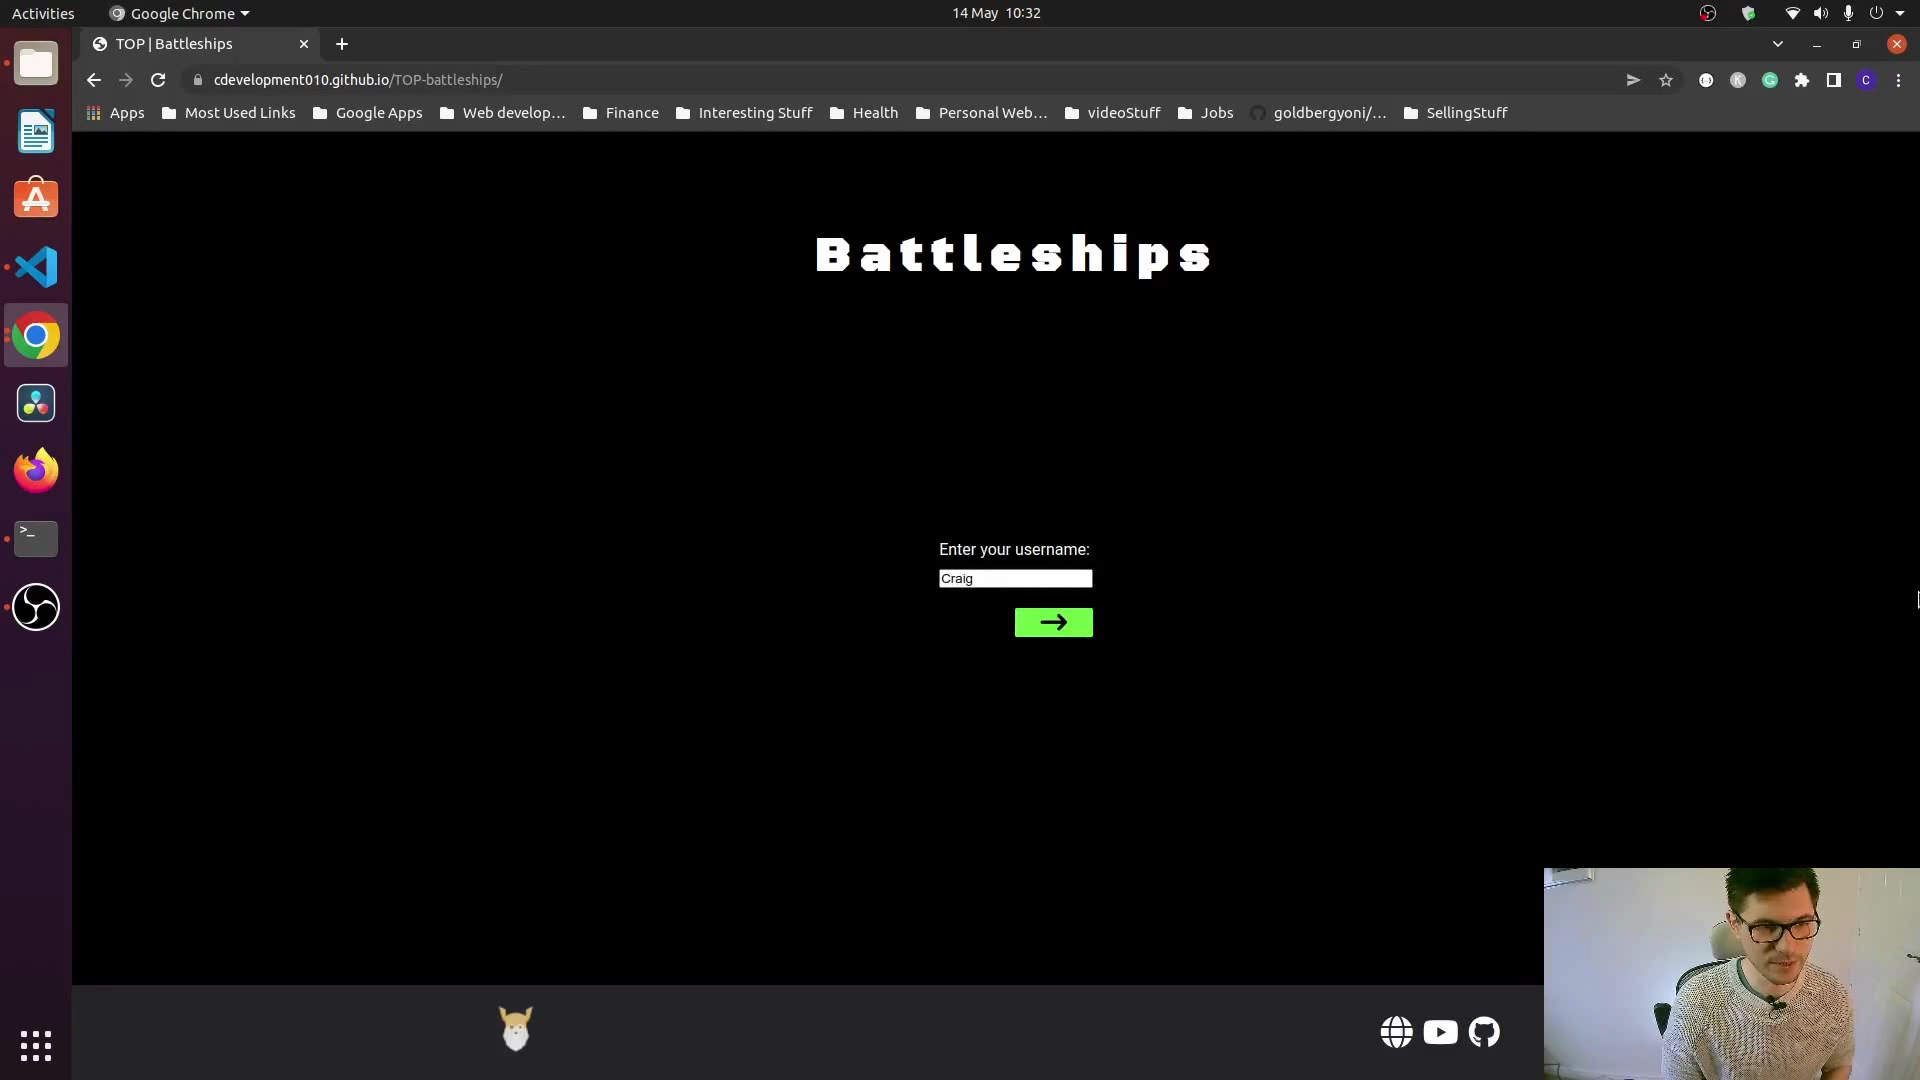 Activities
Google Chrome
14 May 10:32
TOP | Battleships
cdevelopment010.github.io/TOP-battleships/
C
Apps
Most Used Links
Google Apps
Web develop...
Finance
Interesting Stuff
Health
Personal Web...
videoStuff
Jobs
goldbergyoni/...
SellingStuff
Battleships
Enter your username:
Craig